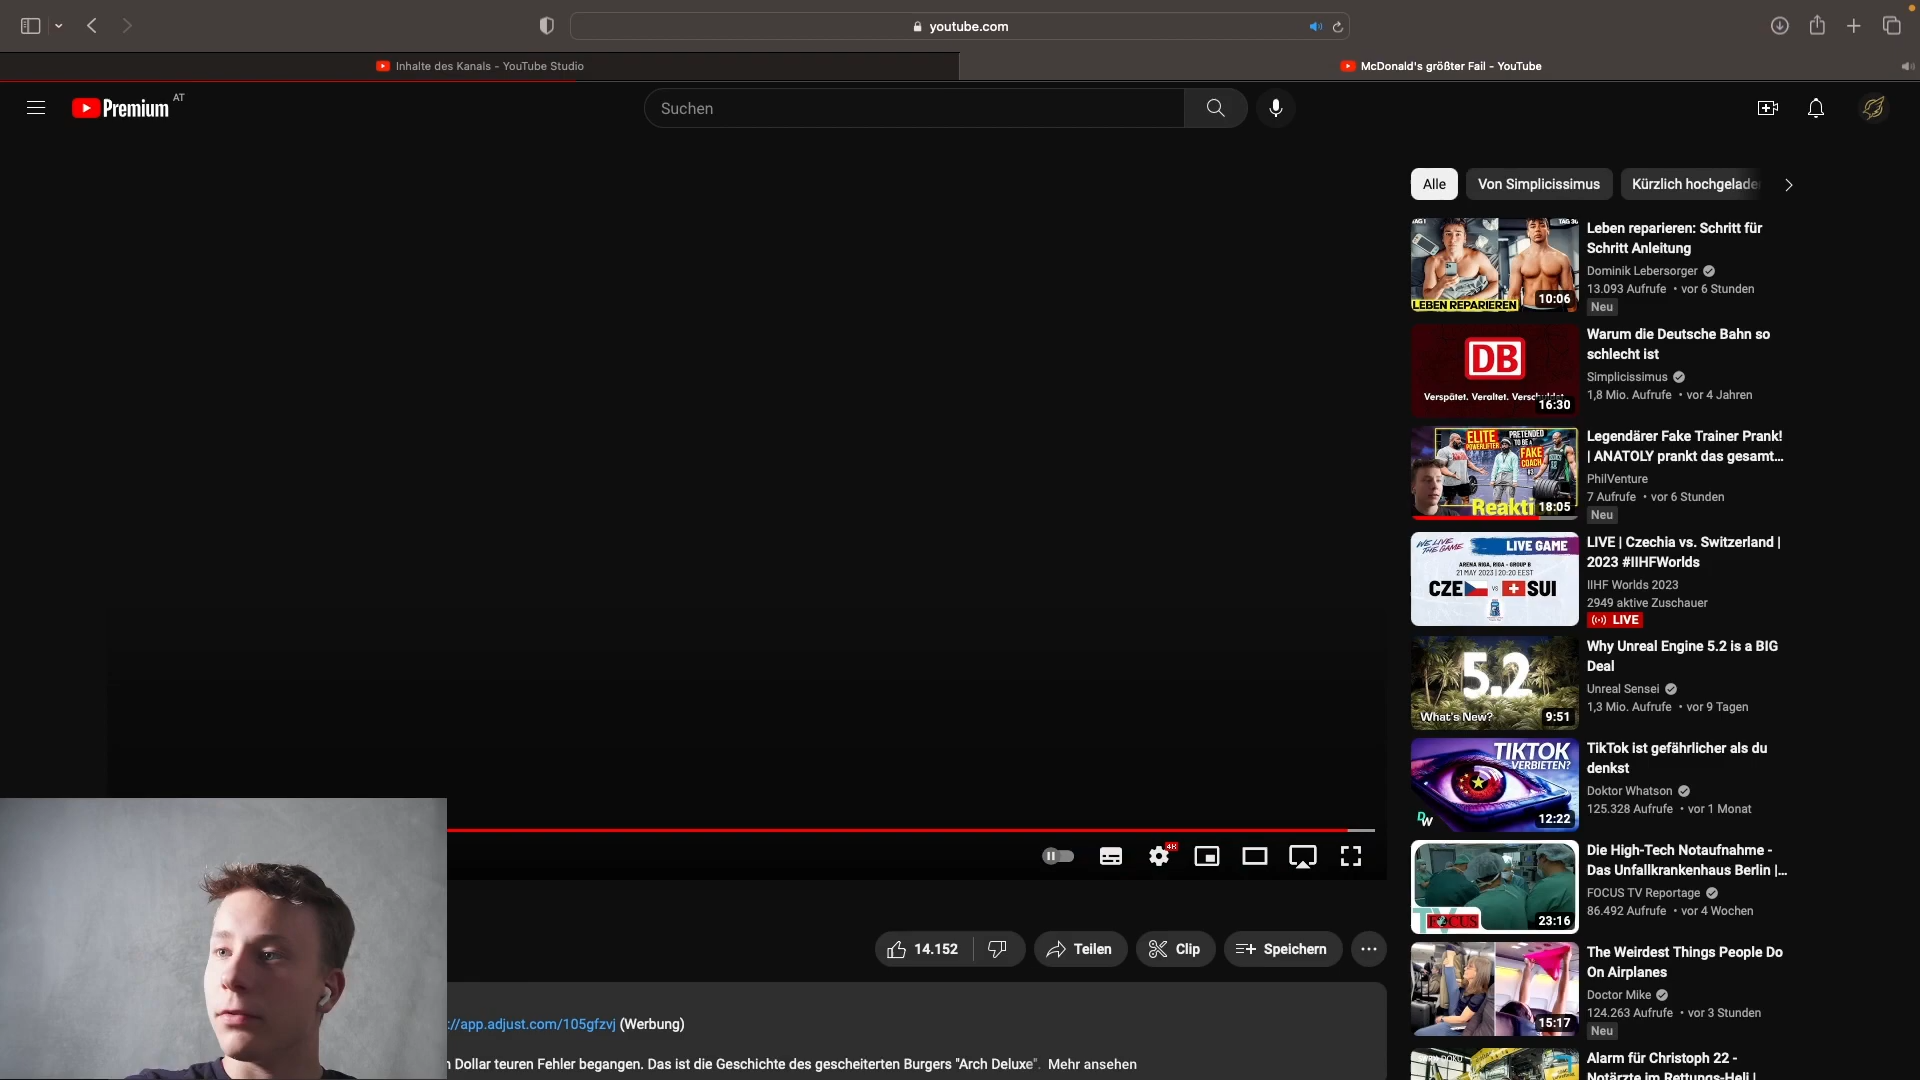 youtube.com
Inhalte des Kanals - YouTube Studio
McDonald's größter Fail - YouTube
Premium AT
Suchen
Alle
Von Simplicissimus
Kürzlich hochgeladen
TAG 1
TAG 30
LEBEN REPARIEREN
10:06
Leben reparieren: Schritt für
Schritt Anleitung
Dominik Lebersorger
13.093 Aufrufe • vor 6 Stunden
Neu
DB
Verspätet. Veraltet. Verschuldet.
16:30
Warum die Deutsche Bahn so
schlecht ist
Simplicissimus
1,8 Mio. Aufrufe • vor 4 Jahren
ELITE
POWERLIFTER
PRETENDED
TO BE A
FAKE
COACH
#3
Reakti
18:05
Legendärer Fake Trainer Prank!
| ANATOLY prankt das gesamt...
PhilVenture
7 Aufrufe • vor 6 Stunden
Neu
WE LIVE
THE GAME
LIVE GAME
ARENA RIGA, RIGA - GROUP B
21 MAY 2023 | 20:20 EEST
CZE VS SUI
LIVE | Czechia vs. Switzerland |
2023 #IIHFWorlds
IIHF Worlds 2023
2949 aktive Zuschauer
LIVE
5.2
What's New?
9:51
Why Unreal Engine 5.2 is a BIG
Deal
Unreal Sensei
1,3 Mio. Aufrufe • vor 9 Tagen
TIKTOK
VERBIETEN?
DW
12:22
TikTok ist gefährlicher als du
denkst
Doktor Whatson
125.328 Aufrufe • vor 1 Monat
4K
TV
FOCUS
23:16
Die High-Tech Notaufnahme -
Das Unfallkrankenhaus Berlin |...
FOCUS TV Reportage
86.492 Aufrufe • vor 4 Wochen
14.152
Teilen
Clip
Speichern
15:17
The Weirdest Things People Do
On Airplanes
Doctor Mike
124.263 Aufrufe • vor 3 Stunden
Neu
://app.adjust.com/105gfzvj (Werbung)
n Dollar teuren Fehler begangen. Das ist die Geschichte des gescheiterten Burgers "Arch Deluxe". Mehr ansehen
Alarm für Christoph 22 -
Notärzte im Rettungs-Heli |